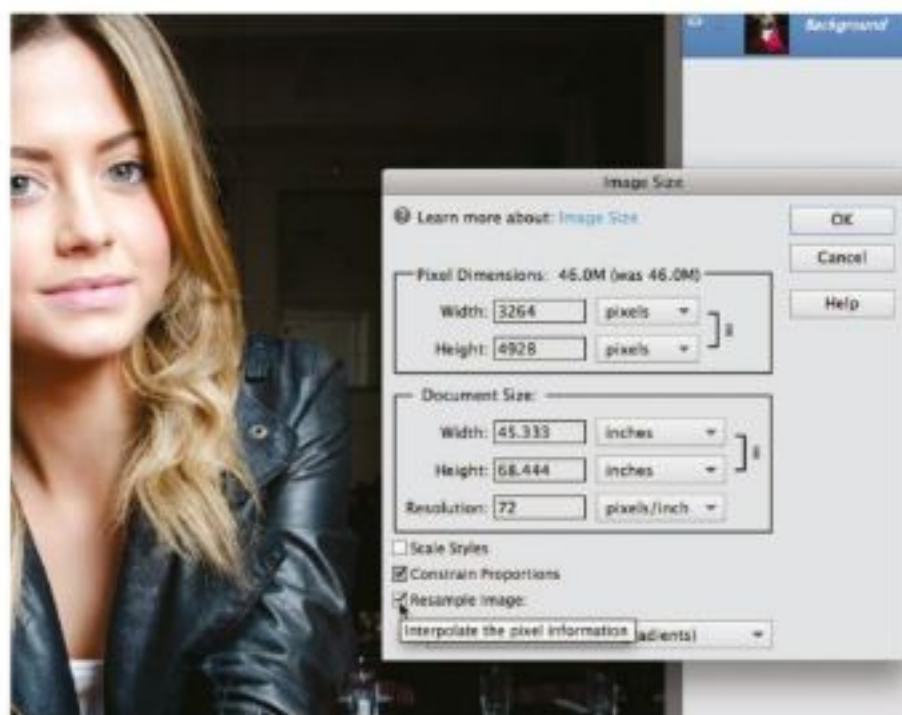 Background
Image Size
Learn more about: Image Size
OK
Cancel
Help
Pixel Dimensions: 46.0M (was 46.0M)
Width: 3264 pixels
Height: 4928 pixels
Document Size:
Width: 45.333 inches
Height: 68.444 inches
Resolution: 72 pixels/inch
Scale Styles
Constrain Proportions
Resample Image:
Interpolate the pixel information
adients)